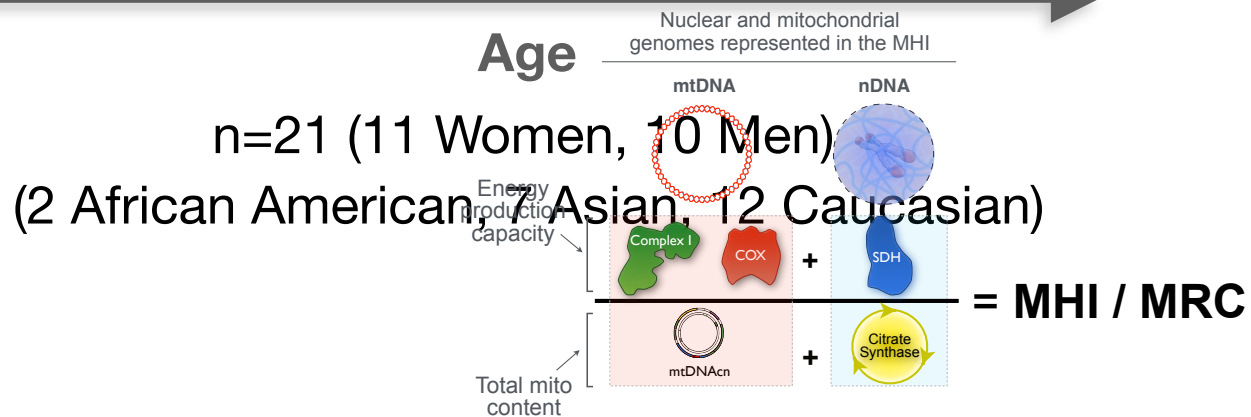 Nuclear and mitochondrial
genomes represented in the MHI
Age
mtDNA
nDNA
n=21 (11 Women, 10 Men)
(2 African American, 7 Asian, 12 Caucasian)
Energy
production
capacity
Complex I
COX
+
SDH
= MHI / MRC
mtDNAcn
+
Citrate
Synthase
Total mito
content